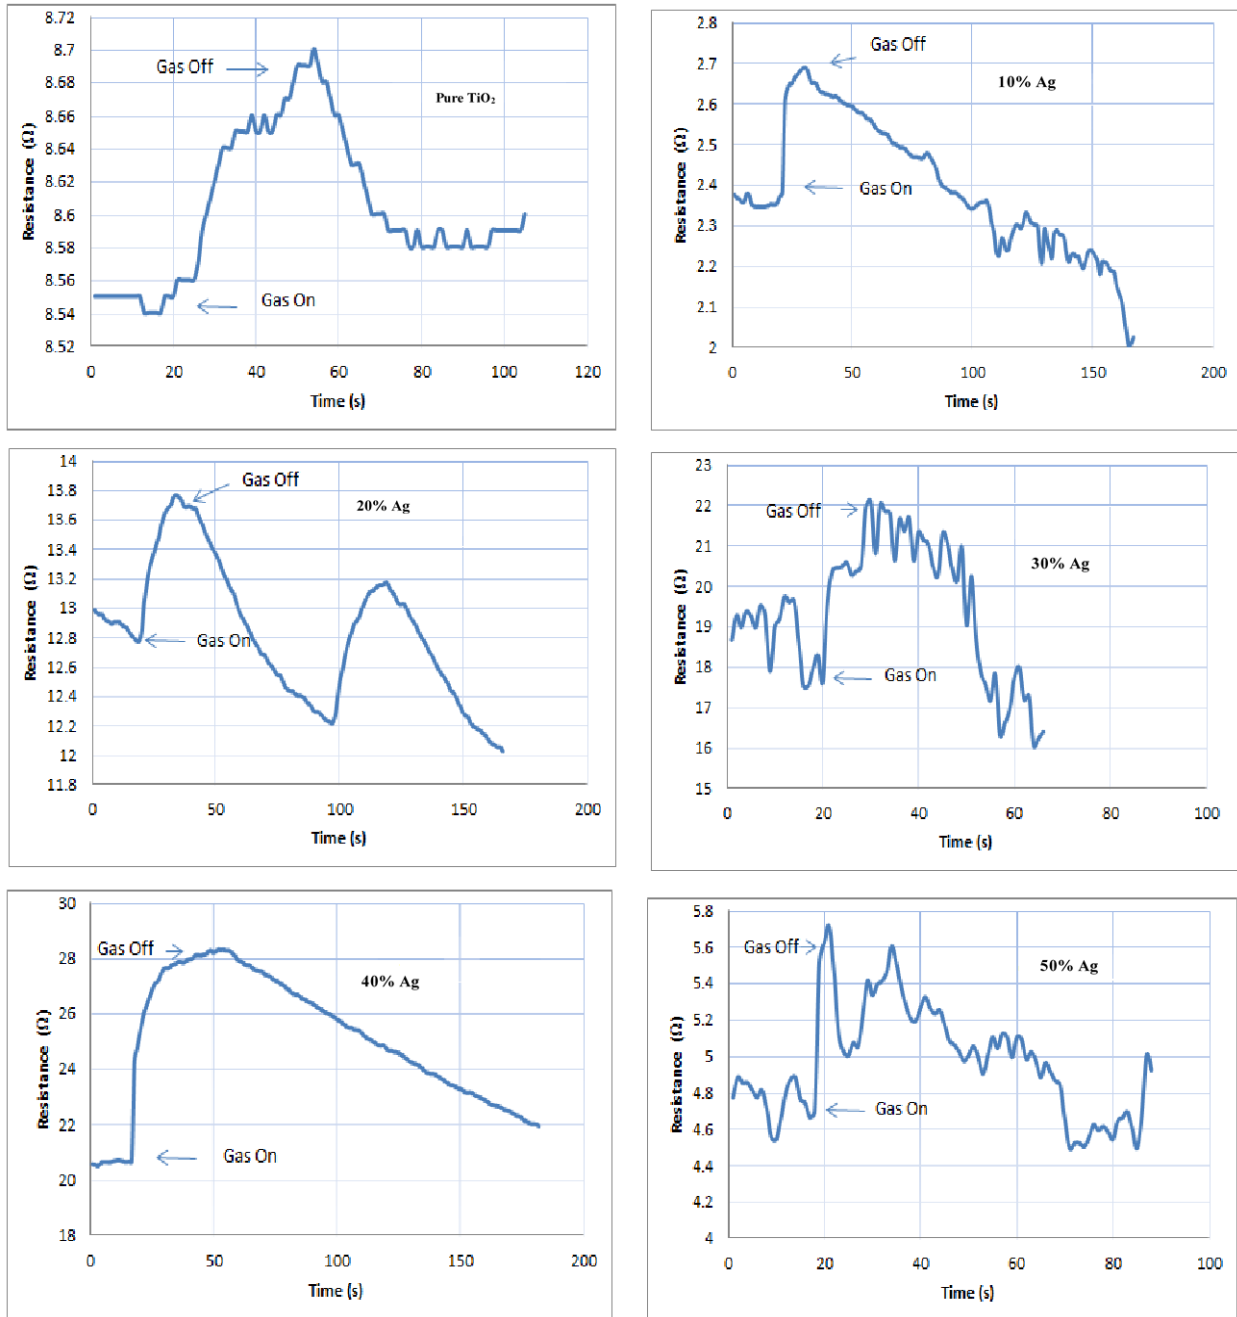 8.72
8.7
8.68
8.66
8.64
8.62
8.6
8.58
8.56
8.54
8.52
0 20 40 60 80 100 120
Resistance (Ω)
Time (s)
Gas Off
Pure TiO₂
Gas On
2.8
2.7
2.6
2.5
2.4
2.3
2.2
2.1
2
0 50 100 150 200
Resistance (Ω)
Time (s)
Gas Off
10% Ag
Gas On
14
13.8
13.6
13.4
13.2
13
12.8
12.6
12.4
12.2
12
11.8
0 50 100 150 200
Resistance (Ω)
Time (s)
Gas Off
20% Ag
Gas On
23
22
21
20
19
18
17
16
15
0 20 40 60 80 100
Resistance (Ω)
Time (s)
Gas Off
30% Ag
Gas On
30
28
26
24
22
20
18
0 50 100 150 200
Resistance (Ω)
Time (s)
Gas Off
40% Ag
Gas On
5.8
5.6
5.4
5.2
5
4.8
4.6
4.4
4.2
4
0 20 40 60 80 100
Resistance (Ω)
Time (s)
Gas Off
50% Ag
Gas On